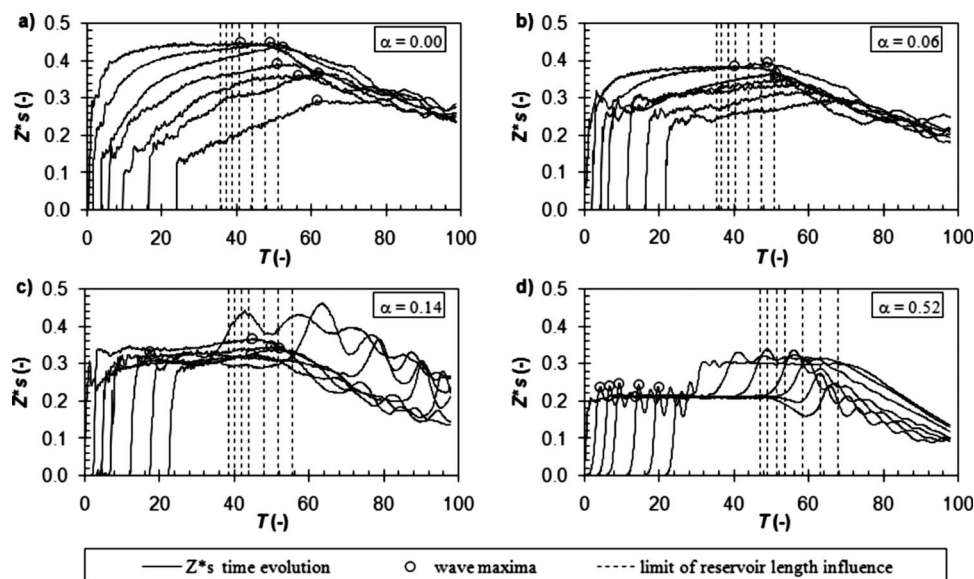 a)
α = 0.00
0.5
0.4
0.3
0.2
0.1
0.0
Z*s (-)
0 20 40 60 80 100
T (-)
b)
α = 0.06
0.5
0.4
0.3
0.2
0.1
0.0
Z*s (-)
0 20 40 60 80 100
T (-)
c)
α = 0.14
0.5
0.4
0.3
0.2
0.1
0.0
Z*s (-)
0 20 40 60 80 100
T (-)
d)
α = 0.52
0.5
0.4
0.3
0.2
0.1
0.0
Z*s (-)
0 20 40 60 80 100
T (-)
Z*s time evolution wave maxima limit of reservoir length influence